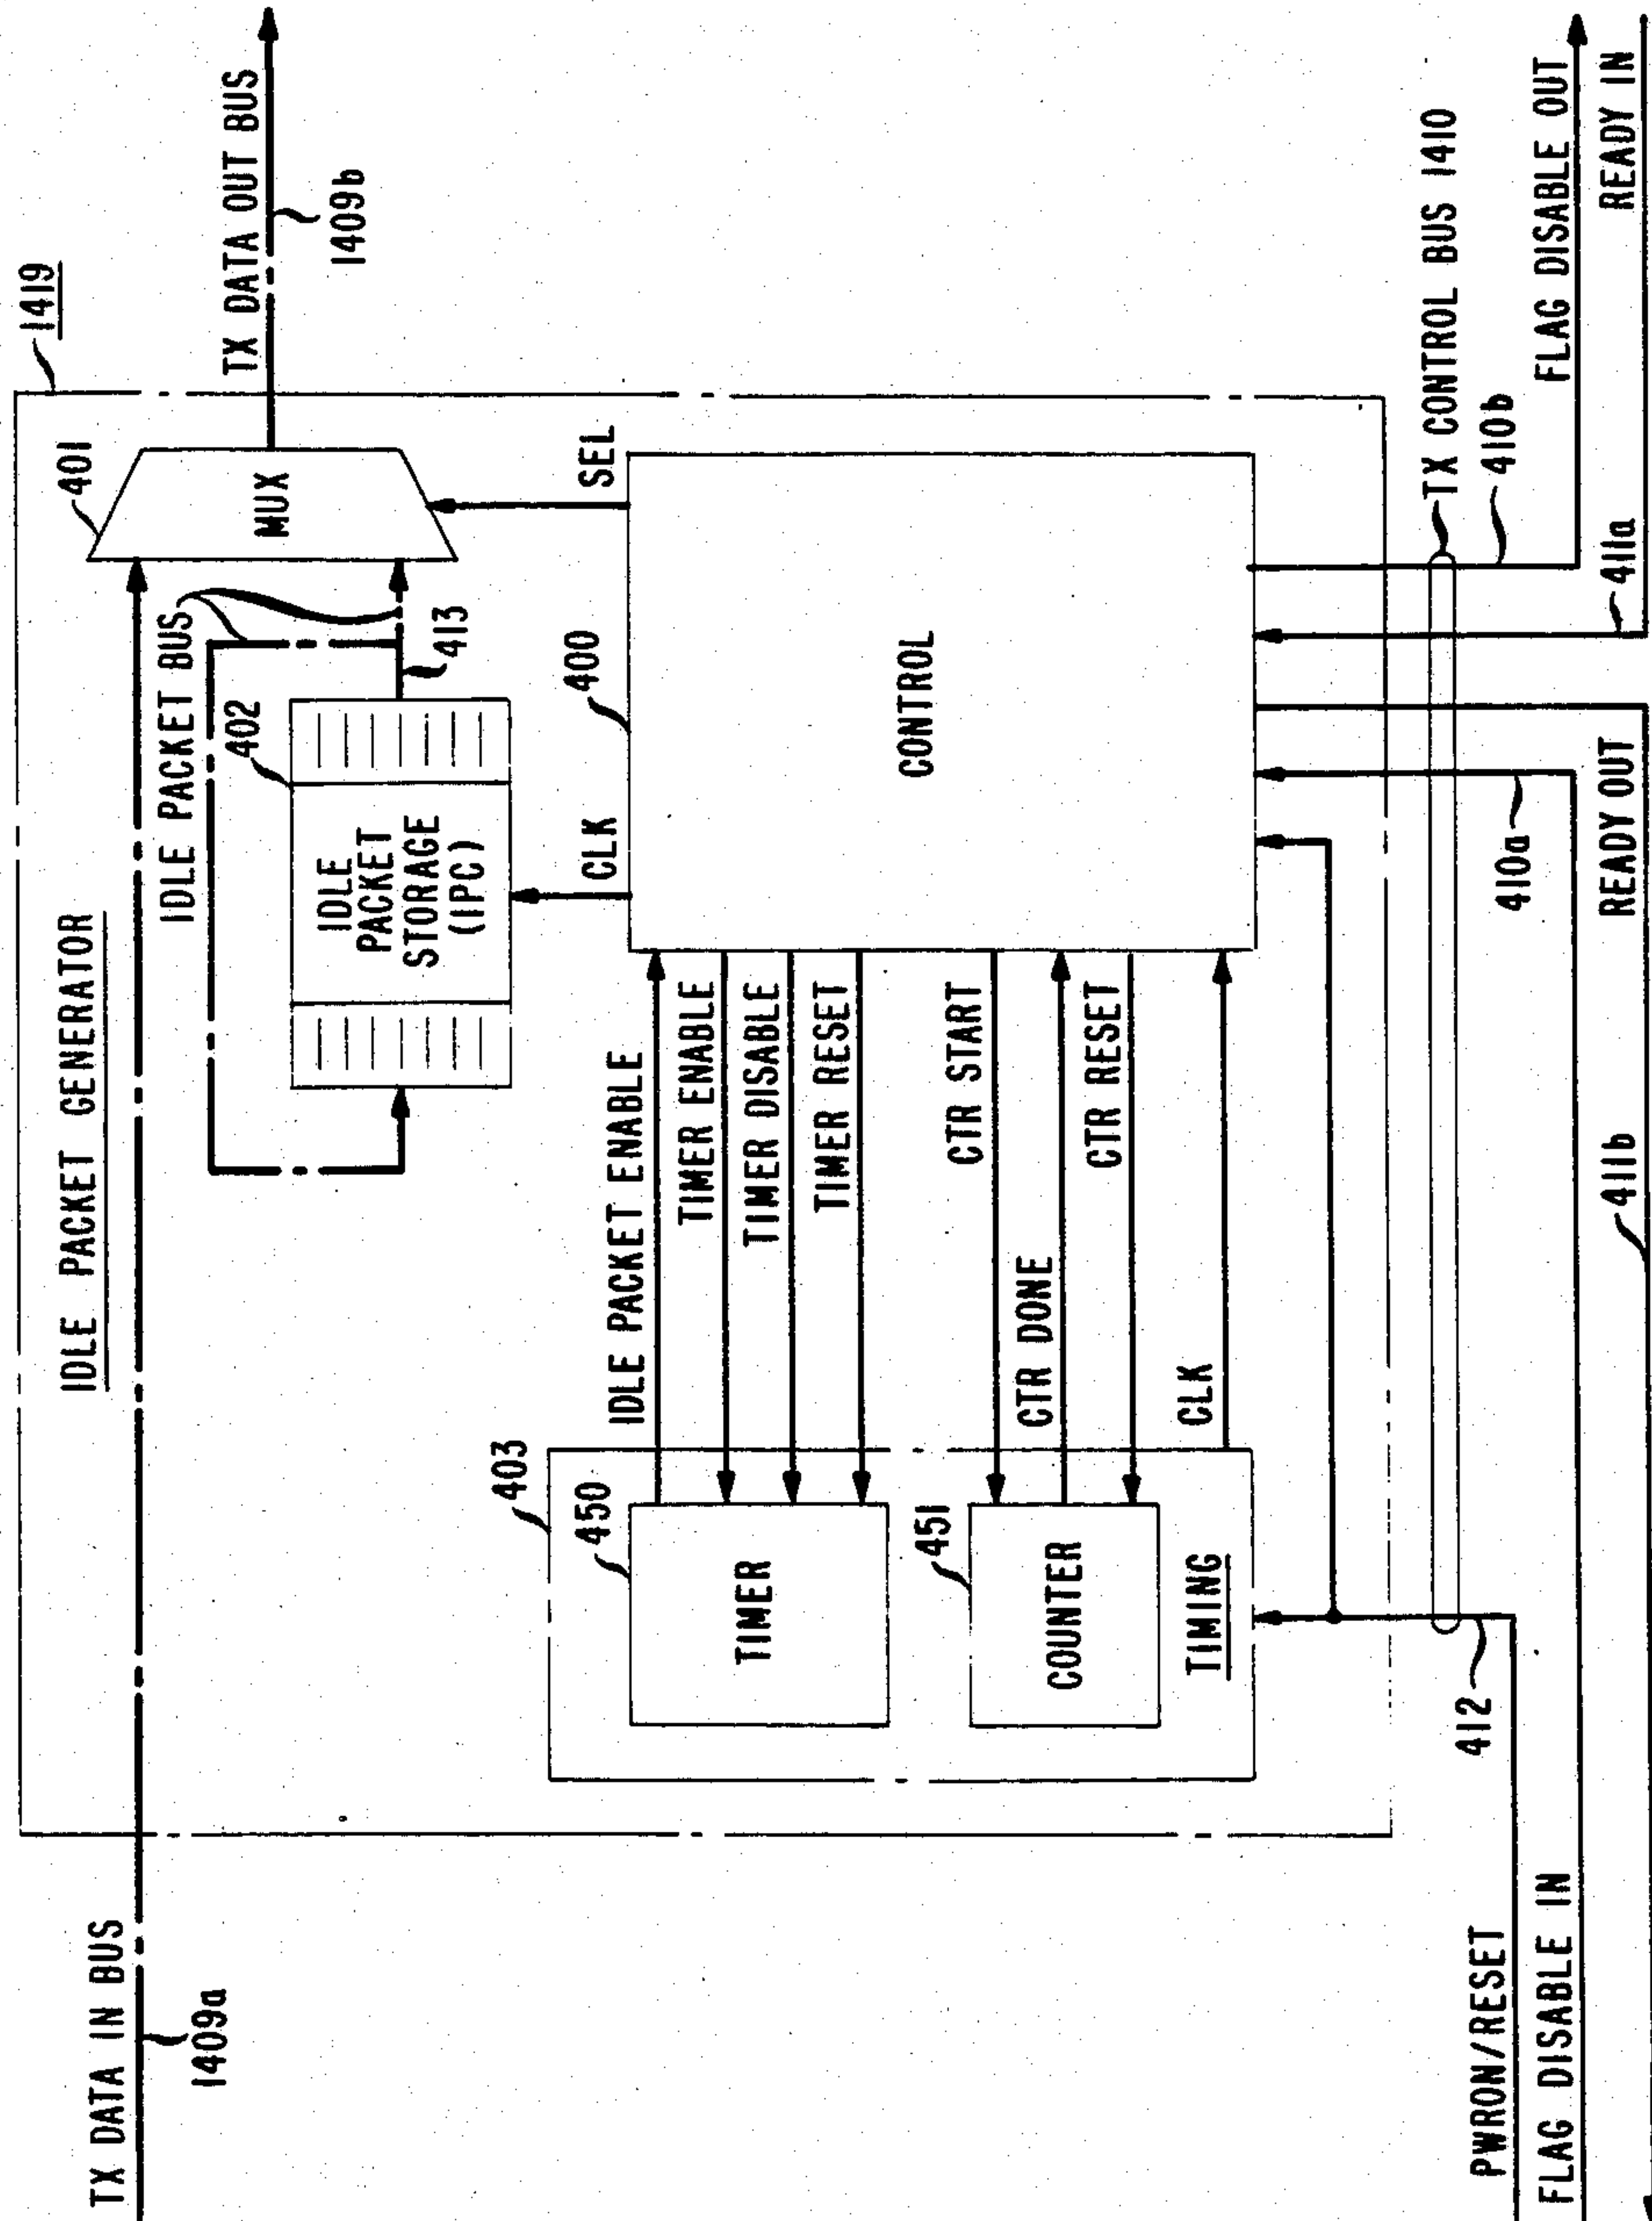 1419
IDLE PACKET GENERATOR
TX DATA IN BUS
1409a
TX DATA OUT BUS
1409b
401
MUX
IDLE PACKET BUS
413
402
IDLE
PACKET
STORAGE
(IPC)
CLK
SEL
400
CONTROL
IDLE PACKET ENABLE
TIMER ENABLE
TIMER DISABLE
TIMER RESET
CTR START
CTR DONE
CTR RESET
CLK
403
450
TIMER
451
COUNTER
TIMING
TX CONTROL BUS 1410
412
410a
410b
411a
411b
PWRON/RESET
FLAG DISABLE IN
READY OUT
FLAG DISABLE OUT
READY IN